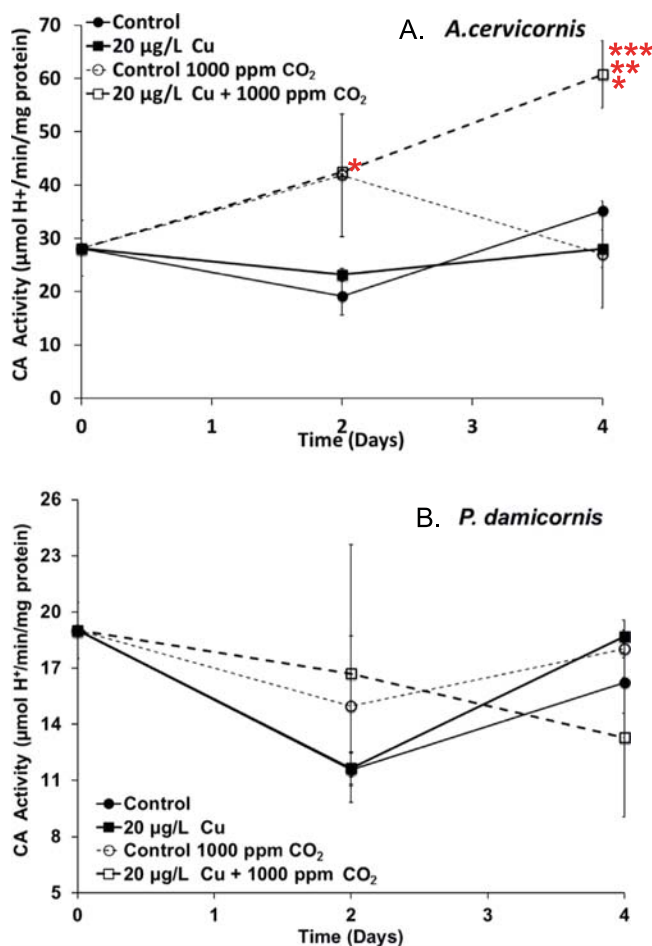 A. A.cervicornis
Control
20 µg/L Cu
Control 1000 ppm CO₂
20 µg/L Cu + 1000 ppm CO₂
CA Activity (µmol H+/min/mg protein)
70
60
50
40
30
20
10
0
***
**
*
*
0 1 2 3 4
Time (Days)
B. P. damicornis
CA Activity (µmol H⁺/min/mg protein)
26
23
20
17
14
11
8
5
Control
20 µg/L Cu
Control 1000 ppm CO₂
20 µg/L Cu + 1000 ppm CO₂
0 1 2 3 4
Time (Days)